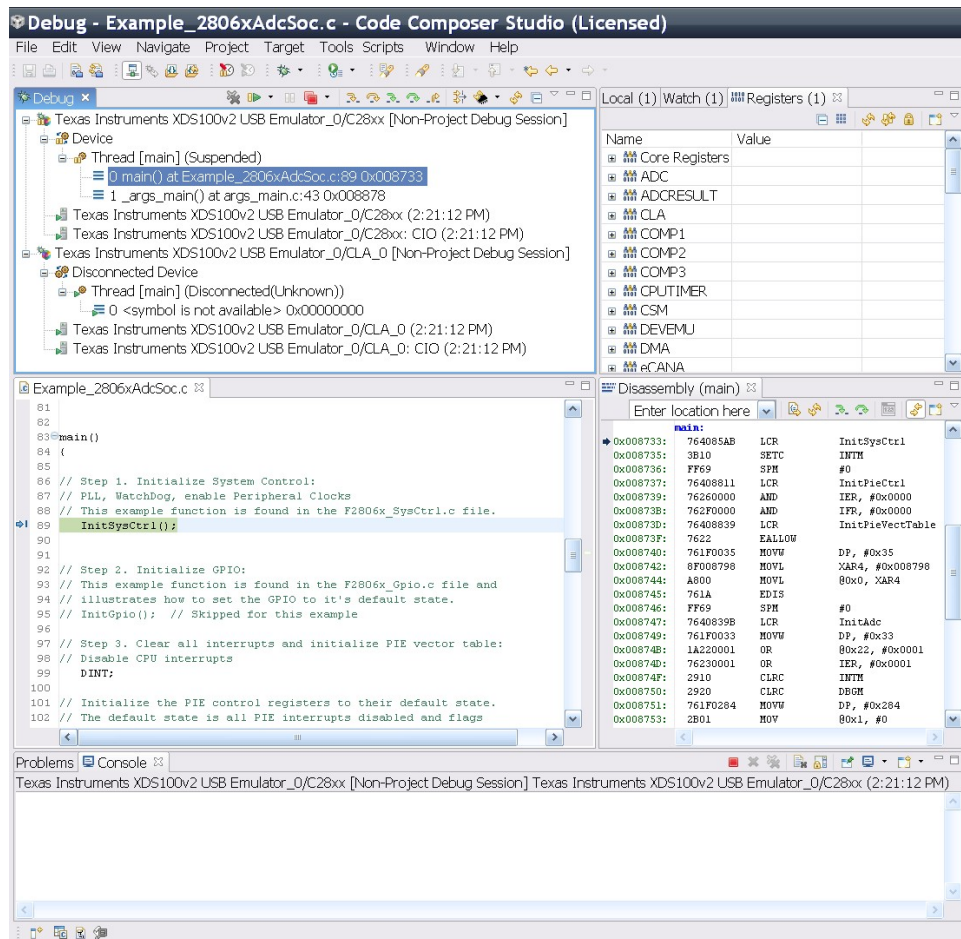 Debug - Example_2806xAdcSoc.c - Code Composer Studio (Licensed)
File Edit View Navigate Project Target Tools Scripts Window Help
Debug
Texas Instruments XDS100v2 USB Emulator_0/C28xx [Non-Project Debug Session]
Device
Thread [main] (Suspended)
0 main() at Example_2806xAdcSoc.c:89 0x008733
1 _args_main() at args_main.c:43 0x008878
Texas Instruments XDS100v2 USB Emulator_0/C28xx (2:21:12 PM)
Texas Instruments XDS100v2 USB Emulator_0/C28xx: CIO (2:21:12 PM)
Texas Instruments XDS100v2 USB Emulator_0/CLA_0 [Non-Project Debug Session]
Disconnected Device
Thread [main] (Disconnected(Unknown))
0 <symbol is not available> 0x00000000
Texas Instruments XDS100v2 USB Emulator_0/CLA_0 (2:21:12 PM)
Texas Instruments XDS100v2 USB Emulator_0/CLA_0: CIO (2:21:12 PM)
Local (1) Watch (1) Registers (1)
Name Value
Core Registers
ADC
ADCRESULT
CLA
COMP1
COMP2
COMP3
CPUTIMER
CSM
DEVEMU
DMA
eCANA
Example_2806xAdcSoc.c
81
82
83 main()
84 {
85
86 // Step 1. Initialize System Control:
87 // PLL, WatchDog, enable Peripheral Clocks
88 // This example function is found in the F2806x_SysCtrl.c file.
89 InitSysCtrl();
90
91
92 // Step 2. Initialize GPIO:
93 // This example function is found in the F2806x_Gpio.c file and
94 // illustrates how to set the GPIO to it's default state.
95 // InitGpio(); // Skipped for this example
96
97 // Step 3. Clear all interrupts and initialize PIE vector table:
98 // Disable CPU interrupts
99 DINT;
100
101 // Initialize the PIE control registers to their default state.
102 // The default state is all PIE interrupts disabled and flags
Disassembly (main)
Enter location here
main:
0x008733: 764085AB LCR InitSysCtrl
0x008735: 3B10 SETC INTM
0x008736: FF69 SPM #0
0x008737: 76408811 LCR InitPieCtrl
0x008739: 76260000 AND IER, #0x0000
0x00873B: 762F0000 AND IFR, #0x0000
0x00873D: 76408839 LCR InitPieVectTable
0x00873F: 7622 EALLOW
0x008740: 761F0035 MOVW DP, #0x35
0x008742: 8F008798 MOVL XAR4, #0x008798
0x008744: A800 MOVL @0x0, XAR4
0x008745: 761A EDIS
0x008746: FF69 SPM #0
0x008747: 7640839B LCR InitAdc
0x008749: 761F0033 MOVW DP, #0x33
0x00874B: 1A220001 OR @0x22, #0x0001
0x00874D: 76230001 OR IER, #0x0001
0x00874F: 2910 CLRC INTM
0x008750: 2920 CLRC DBGM
0x008751: 761F0284 MOVW DP, #0x284
0x008753: 2B01 MOV @0x1, #0
Problems Console
Texas Instruments XDS100v2 USB Emulator_0/C28xx [Non-Project Debug Session] Texas Instruments XDS100v2 USB Emulator_0/C28xx (2:21:12 PM)